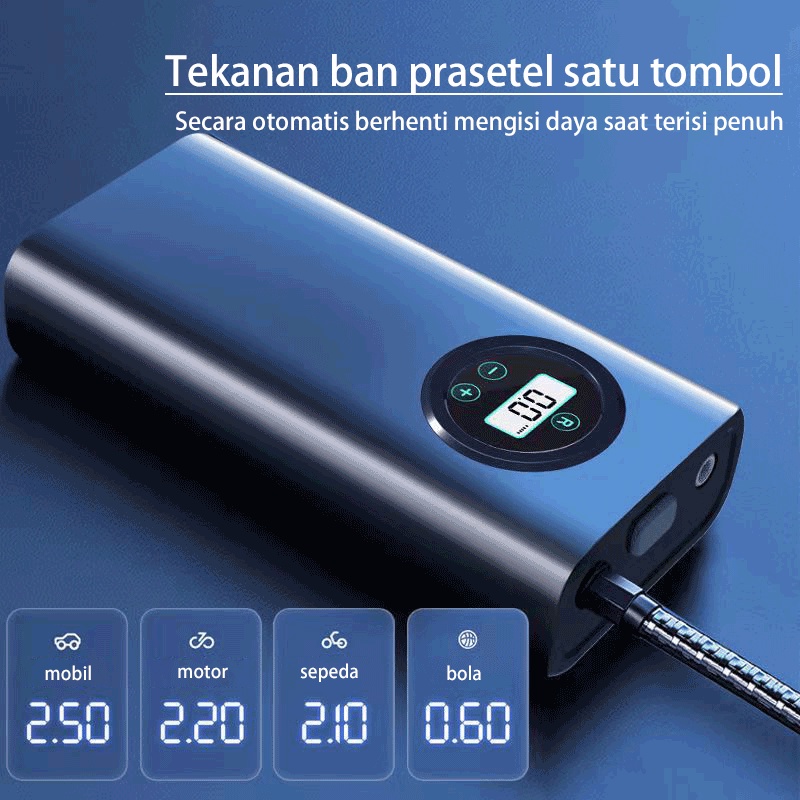 Tekanan ban prasetel satu tombol
Secara otomatis berhenti mengisi daya saat terisi penuh
00
R
mobil
motor
sepeda
bola
2.50
2.20
2.10
0.60